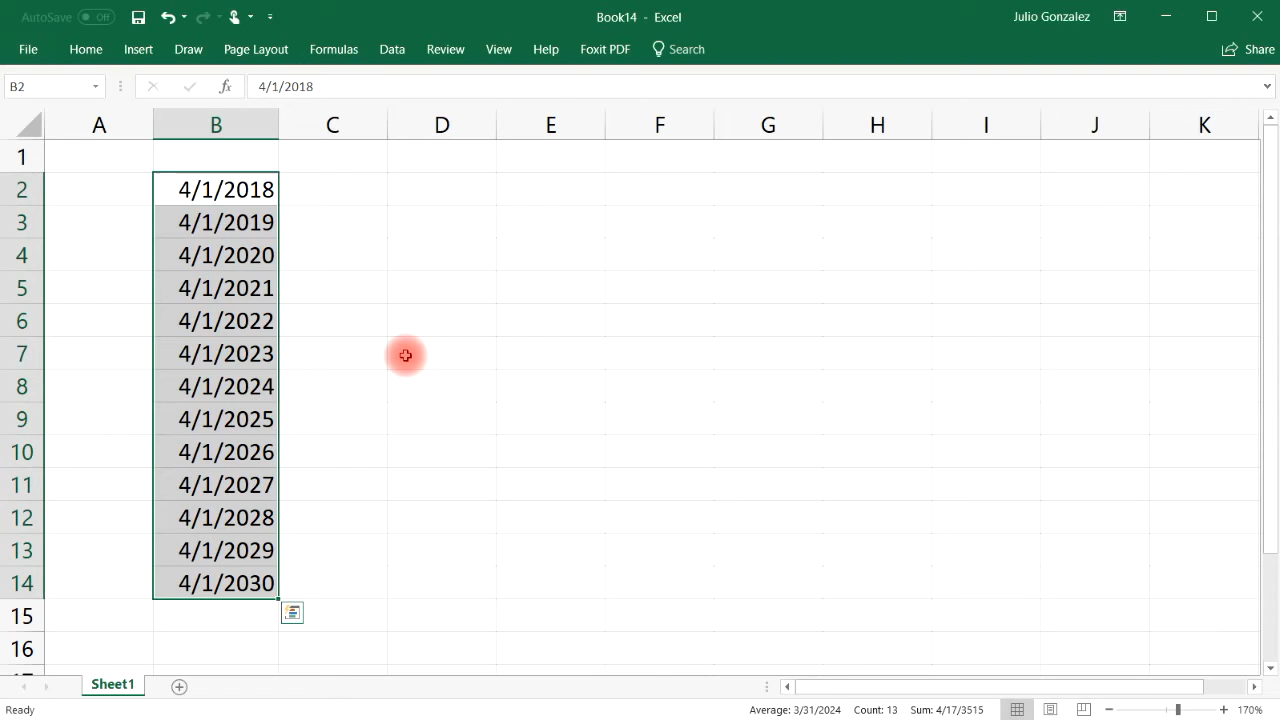 AutoSave Off Book14 - Excel Julio Gonzalez
File Home Insert Draw Page Layout Formulas Data Review View Help Foxit PDF Search Share
B2 fx 4/1/2018
A B C D E F G H I J K
1
2 4/1/2018
3 4/1/2019
4 4/1/2020
5 4/1/2021
6 4/1/2022
7 4/1/2023
8 4/1/2024
9 4/1/2025
10 4/1/2026
11 4/1/2027
12 4/1/2028
13 4/1/2029
14 4/1/2030
15
16
Sheet1
Ready Average: 3/31/2024 Count: 13 Sum: 4/17/3515 170%